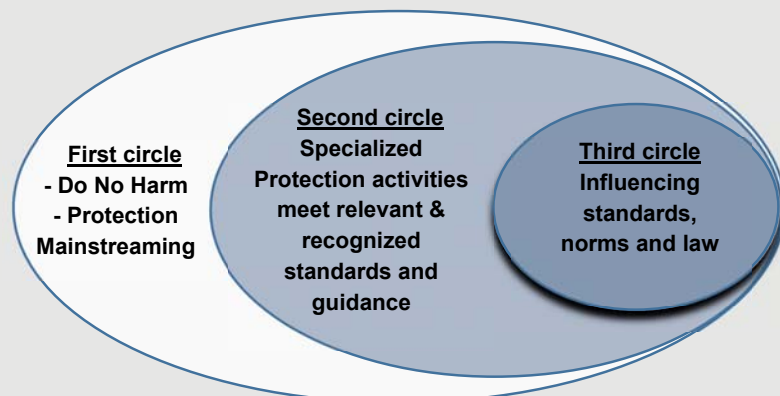 First circle
- Do No Harm
- Protection
Mainstreaming
Second circle
Specialized
Protection activities
meet relevant &
recognized
standards and
guidance
Third circle
Influencing
standards,
norms and law